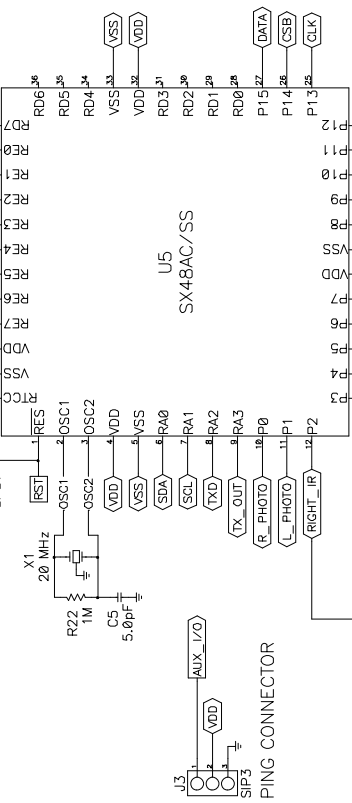 36 RD6
35 RD5
34 RD4
33 VSS VSS
32 VDD VDD
31 RD3
30 RD2
29 RD1
28 RD0
27 P15 DATA
26 P14 CSB
25 P13 CLK
RD7
RE0
RE1
RE2
RE3
RE4
RE5
RE6
RE7
VDD
VSS
RTCC
U5
SX48AC/SS
P12
P11
P10
P9
P8
VSS
VDD
P7
P6
P5
P4
P3
RST 1 RES
OSC1 2 OSC1
OSC2 3 OSC2
VDD 4 VDD
VSS 5 VSS
SDA 6 RA0
SCL 7 RA1
TXD 8 RA2
TX_OUT 9 RA3
R_PHOTO 10 P0
L_PHOTO 11 P1
RIGHT_IR 12 P2
X1
20 MHz
R22
1M
C5
5.0pF
J3
1 AUX_I/O
2 VDD
3
SIP3
PING CONNECTOR